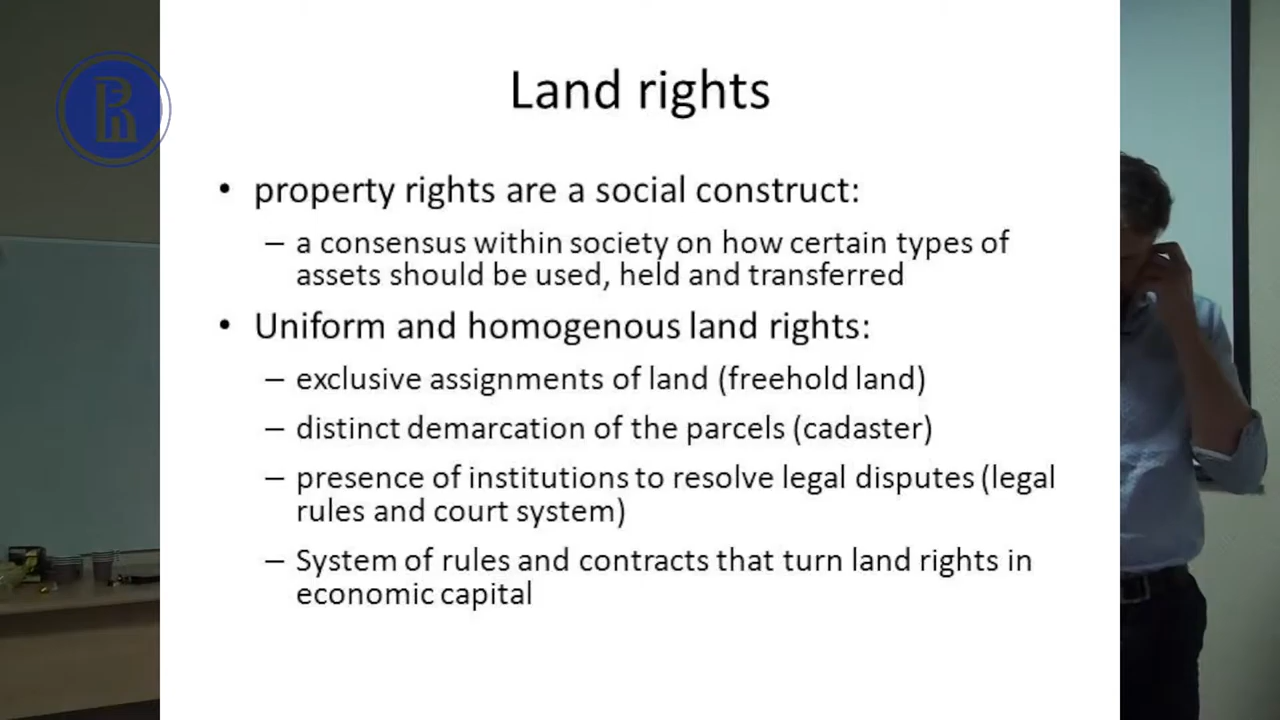 Land rights
• property rights are a social construct:
– a consensus within society on how certain types of
assets should be used, held and transferred
• Uniform and homogenous land rights:
– exclusive assignments of land (freehold land)
– distinct demarcation of the parcels (cadaster)
– presence of institutions to resolve legal disputes (legal
rules and court system)
– System of rules and contracts that turn land rights in
economic capital